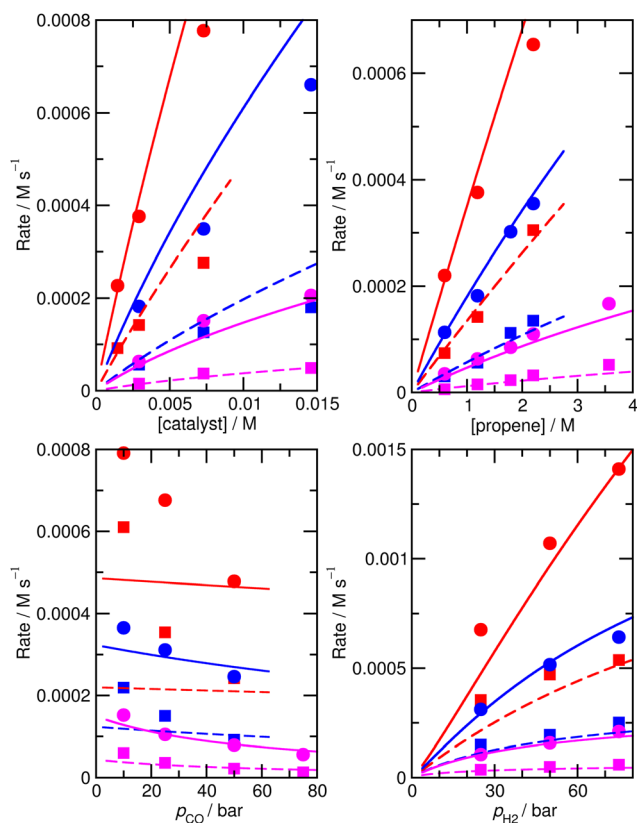 0.0008
0.0006
0.0004
0.0002
0
Rate / M s⁻¹
0 0.005 0.01 0.015
[catalyst] / M
0.0006
0.0004
0.0002
0
Rate / M s⁻¹
0 1 2 3 4
[propene] / M
0.0008
0.0006
0.0004
0.0002
0
Rate / M s⁻¹
0 20 40 60 80
pCO / bar
0.0015
0.001
0.0005
0
Rate / M s⁻¹
0 30 60
pH2 / bar